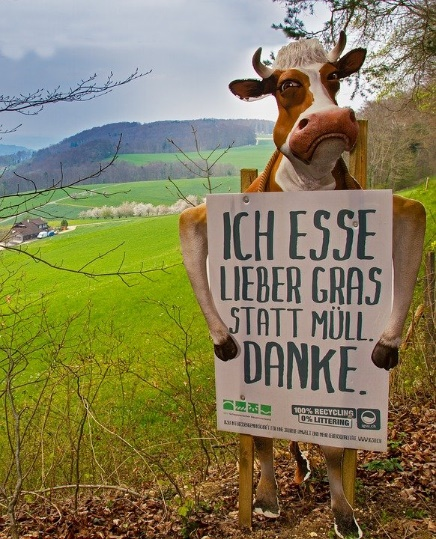 ICH ESSE
LIEBER GRAS
STATT MÜLL.
DANKE.
100% RECYCLING
0% LITTERING